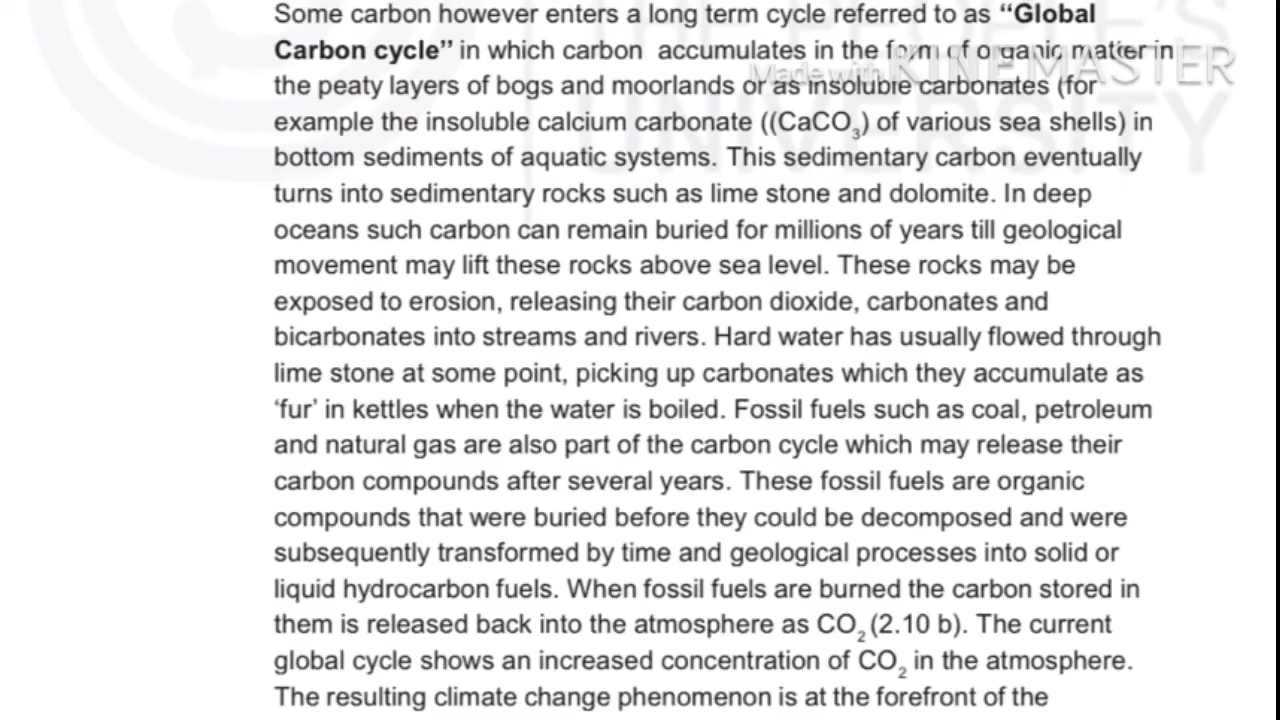 Some carbon however enters a long term cycle referred to as “Global
Carbon cycle” in which carbon accumulates in the form of organic matter in
Made with KINEMASTER
the peaty layers of bogs and moorlands or as insoluble carbonates (for
example the insoluble calcium carbonate ((CaCO₃) of various sea shells) in
bottom sediments of aquatic systems. This sedimentary carbon eventually
turns into sedimentary rocks such as lime stone and dolomite. In deep
oceans such carbon can remain buried for millions of years till geological
movement may lift these rocks above sea level. These rocks may be
exposed to erosion, releasing their carbon dioxide, carbonates and
bicarbonates into streams and rivers. Hard water has usually flowed through
lime stone at some point, picking up carbonates which they accumulate as
‘fur’ in kettles when the water is boiled. Fossil fuels such as coal, petroleum
and natural gas are also part of the carbon cycle which may release their
carbon compounds after several years. These fossil fuels are organic
compounds that were buried before they could be decomposed and were
subsequently transformed by time and geological processes into solid or
liquid hydrocarbon fuels. When fossil fuels are burned the carbon stored in
them is released back into the atmosphere as CO₂ (2.10 b). The current
global cycle shows an increased concentration of CO₂ in the atmosphere.
The resulting climate change phenomenon is at the forefront of the
THE PEOPLE’S
UNIVERSITY